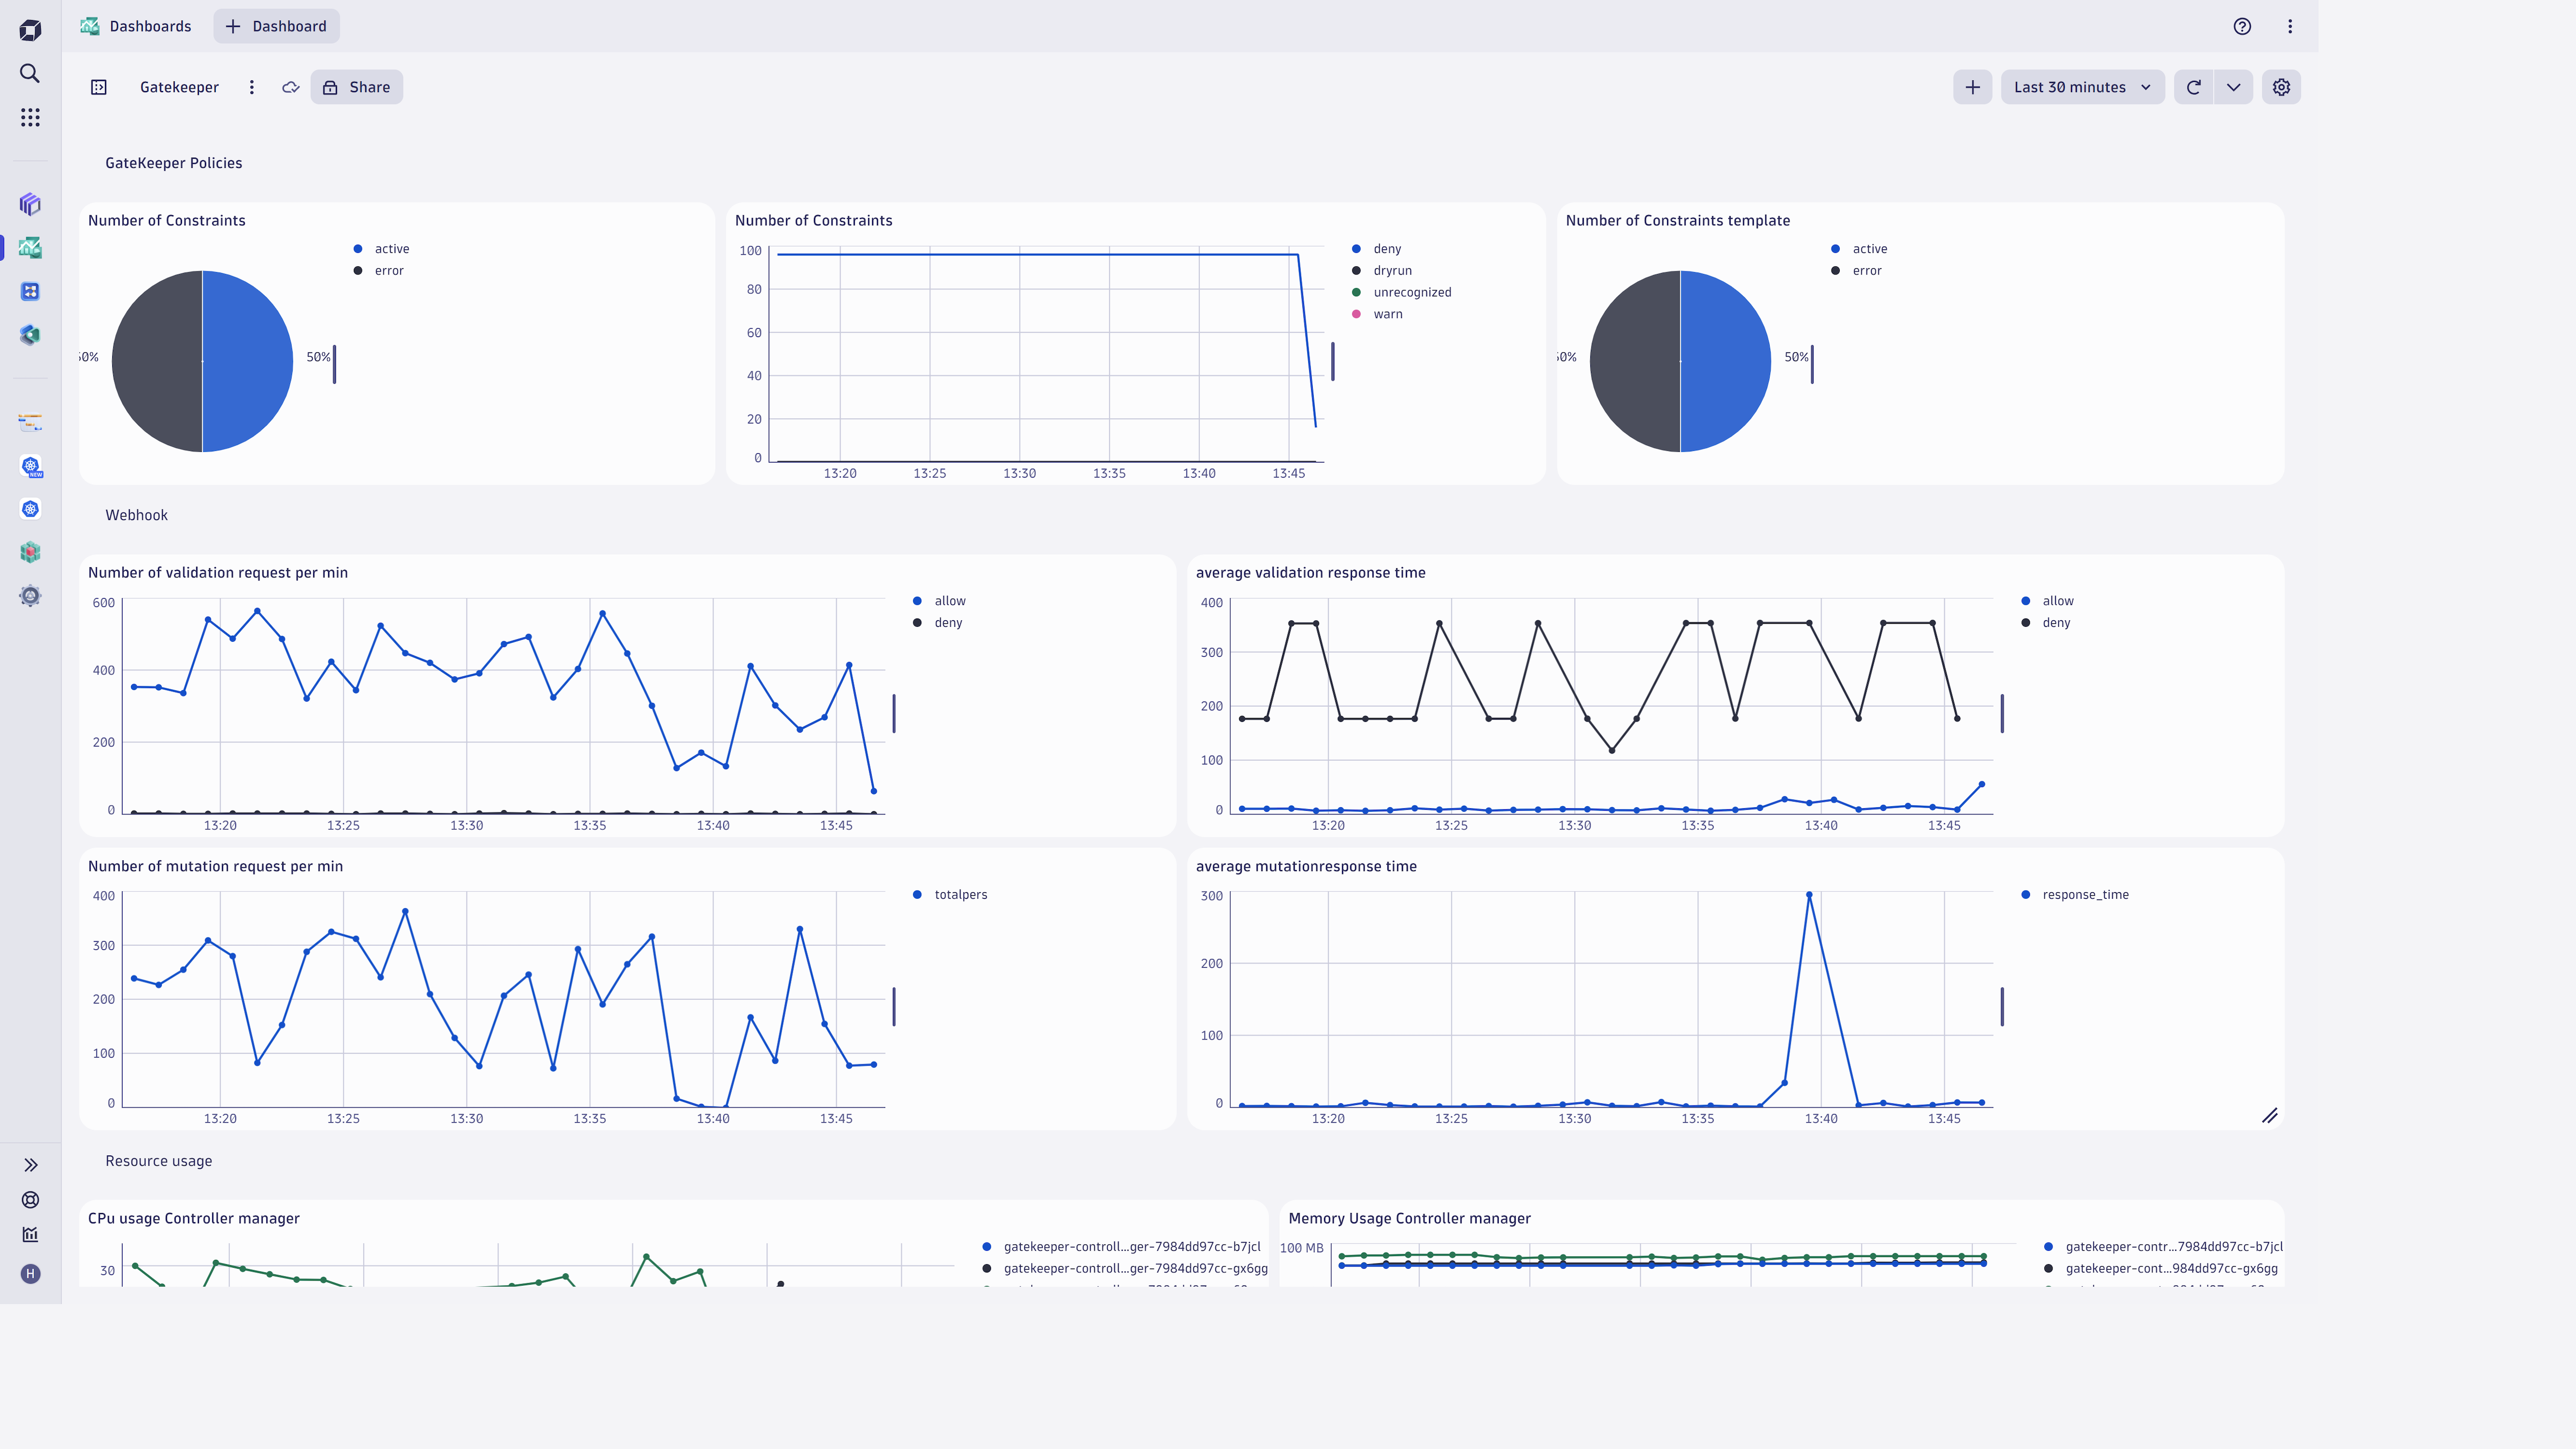 Dashboards
Dashboard
Gatekeeper
Share
Last 30 minutes
GateKeeper Policies
Number of Constraints
active
error
50%
Number of Constraints
100
80
60
40
20
0
13:20 13:25 13:30 13:35 13:40 13:45
deny
dryrun
unrecognized
warn
Number of Constraints template
active
error
50%
Webhook
Number of validation request per min
600
400
200
0
13:20 13:25 13:30 13:35 13:40 13:45
allow
deny
average validation response time
400
300
200
100
0
13:20 13:25 13:30 13:35 13:40 13:45
allow
deny
Number of mutation request per min
400
300
200
100
0
13:20 13:25 13:30 13:35 13:40 13:45
totalpers
average mutationresponse time
300
200
100
0
13:20 13:25 13:30 13:35 13:40 13:45
response_time
Resource usage
CPu usage Controller manager
30
gatekeeper-controll...ger-7984dd97cc-b7jcl
gatekeeper-controll...ger-7984dd97cc-gx6gg
Memory Usage Controller manager
100 MB
gatekeeper-contr...7984dd97cc-b7jcl
gatekeeper-cont...984dd97cc-gx6gg
NEW
H